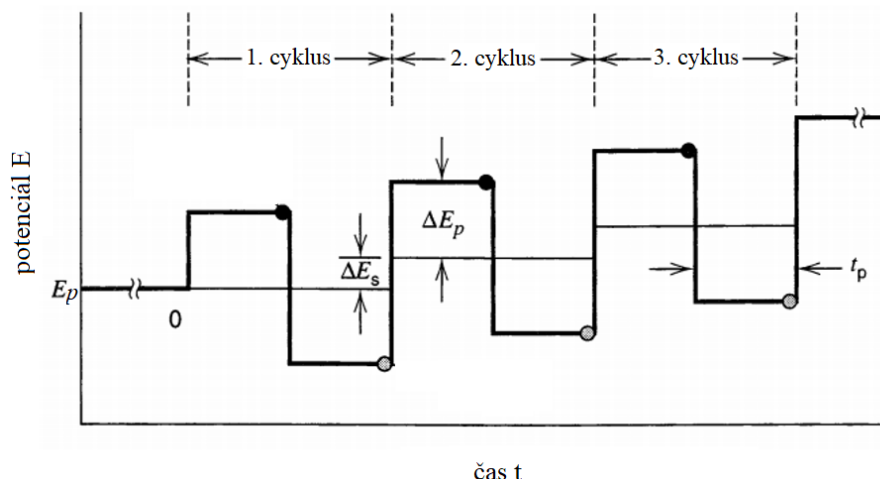 1. cyklus
2. cyklus
3. cyklus
potenciál E
ΔEp
ΔEs
Ep
tp
0
čas t